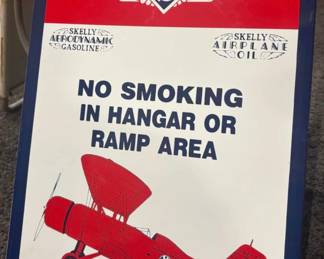 SKELLY
AERODYNAMIC
GASOLINE
SKELLY
AIRPLANE
OIL
NO SMOKING
IN HANGAR OR
RAMP AREA